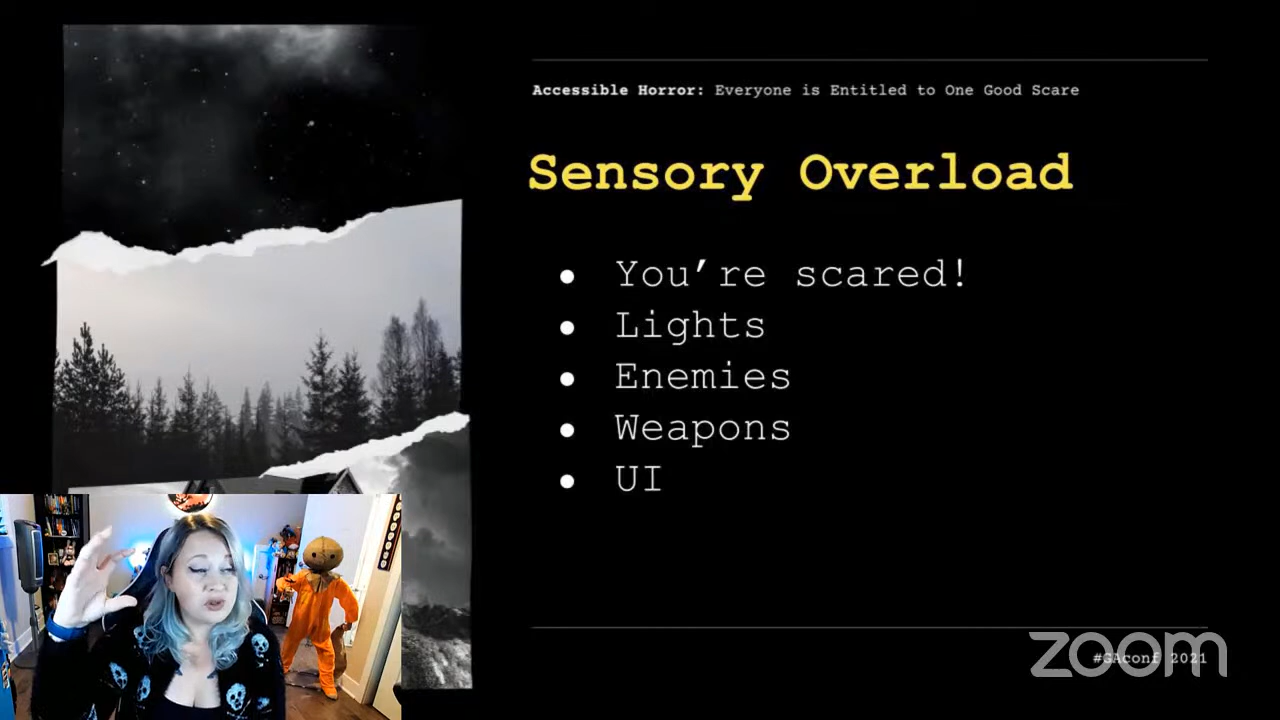 Accessible Horror: Everyone is Entitled to One Good Scare
Sensory Overload
• You’re scared!
• Lights
• Enemies
• Weapons
• UI
#GAconf 2021
zoom